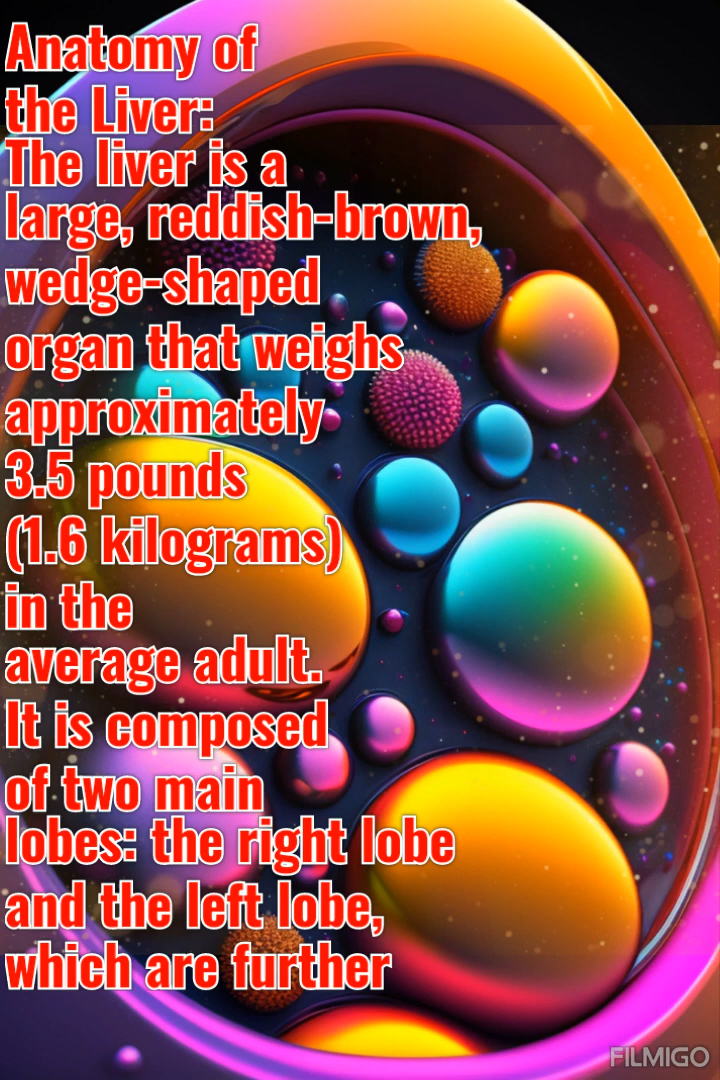 Anatomy of
the Liver:
The liver is a
large, reddish-brown,
wedge-shaped
organ that weighs
approximately
3.5 pounds
(1.6 kilograms)
in the
average adult.
It is composed
of two main
lobes: the right lobe
and the left lobe,
which are further
FILMIGO